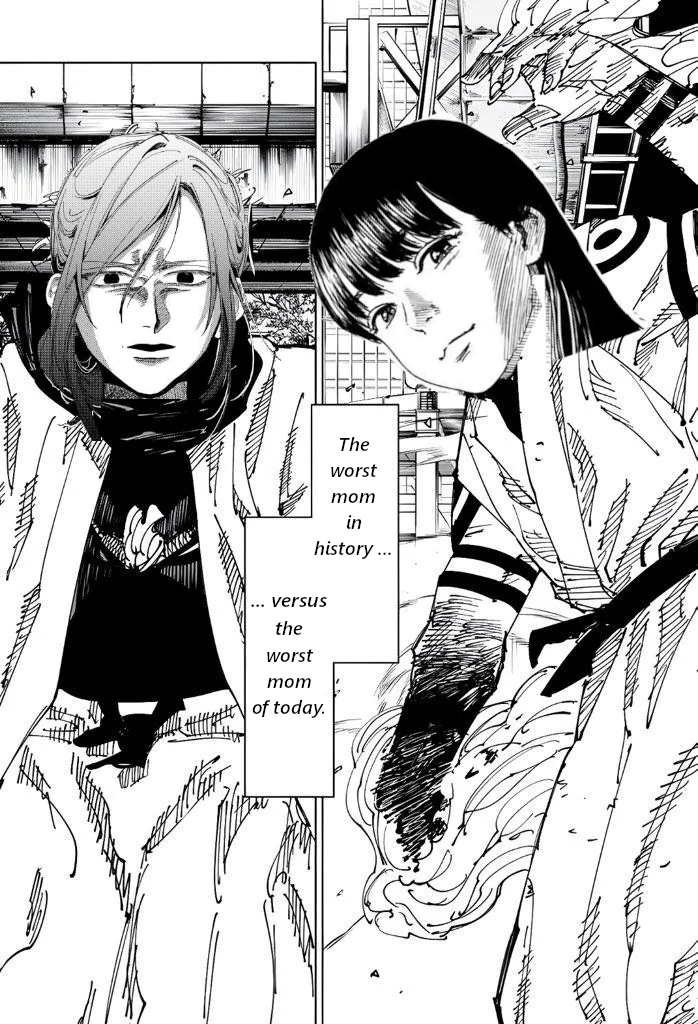 The
worst
mom
in
history ...
... versus
the
worst
mom
of today.